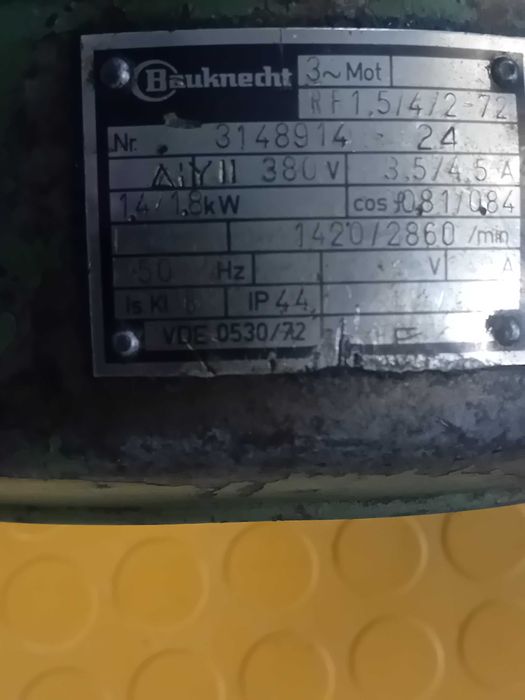 Bauknecht 3~Mot
RF1,5/4/2-72
Nr. 3148914 24
Δ/YY 380 V 3.5/4.5 A
1.4/1.8 kW cos φ 0.81/0.84
1420/2860 /min
50 Hz V A
Is Kl IP 44
VDE 0530/72